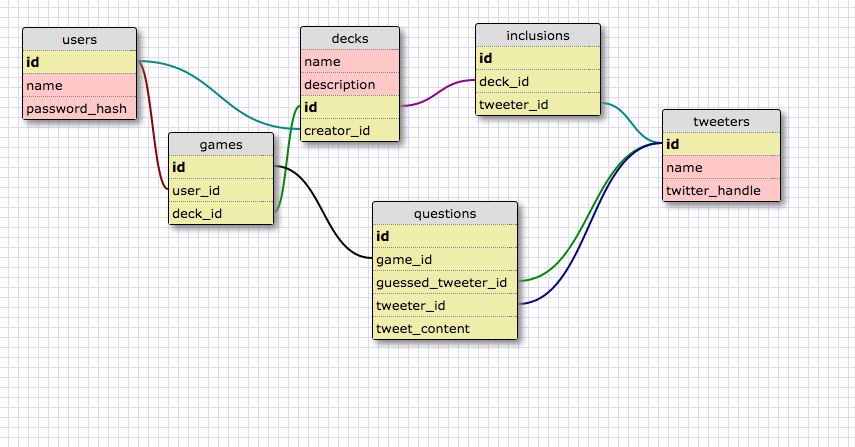 users
id
name
password_hash
decks
name
description
id
creator_id
inclusions
id
deck_id
tweeter_id
tweeters
id
name
twitter_handle
games
id
user_id
deck_id
questions
id
game_id
guessed_tweeter_id
tweeter_id
tweet_content